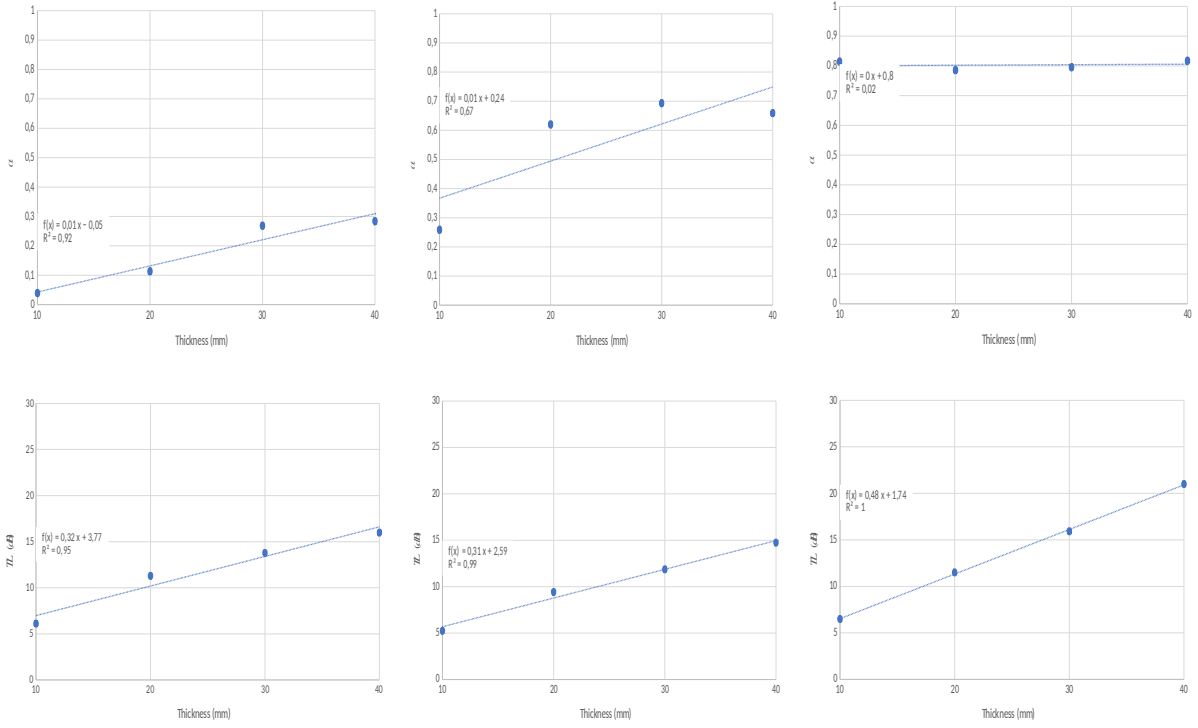 1
0,9
0,8
0,7
0,6
0,5
0,4
0,3
0,2
0,1
0
α
f(x) = 0,01 x − 0,05
R² = 0,92
10 20 30 40
Thickness (mm)
1
0,9
0,8
0,7
0,6
0,5
0,4
0,3
0,2
0,1
0
α
f(x) = 0,01 x + 0,24
R² = 0,67
10 20 30 40
Thickness (mm)
1
0,9
0,8
0,7
0,6
0,5
0,4
0,3
0,2
0,1
0
α
f(x) = 0 x + 0,8
R² = 0,02
10 20 30 40
Thickness (mm)
30
25
20
15
10
5
0
TL (dB)
f(x) = 0,32 x + 3,77
R² = 0,95
10 20 30 40
Thickness (mm)
30
25
20
15
10
5
0
TL (dB)
f(x) = 0,31 x + 2,59
R² = 0,99
10 20 30 40
Thickness (mm)
30
25
20
15
10
5
0
TL (dB)
f(x) = 0,48 x + 1,74
R² = 1
10 20 30 40
Thickness (mm)